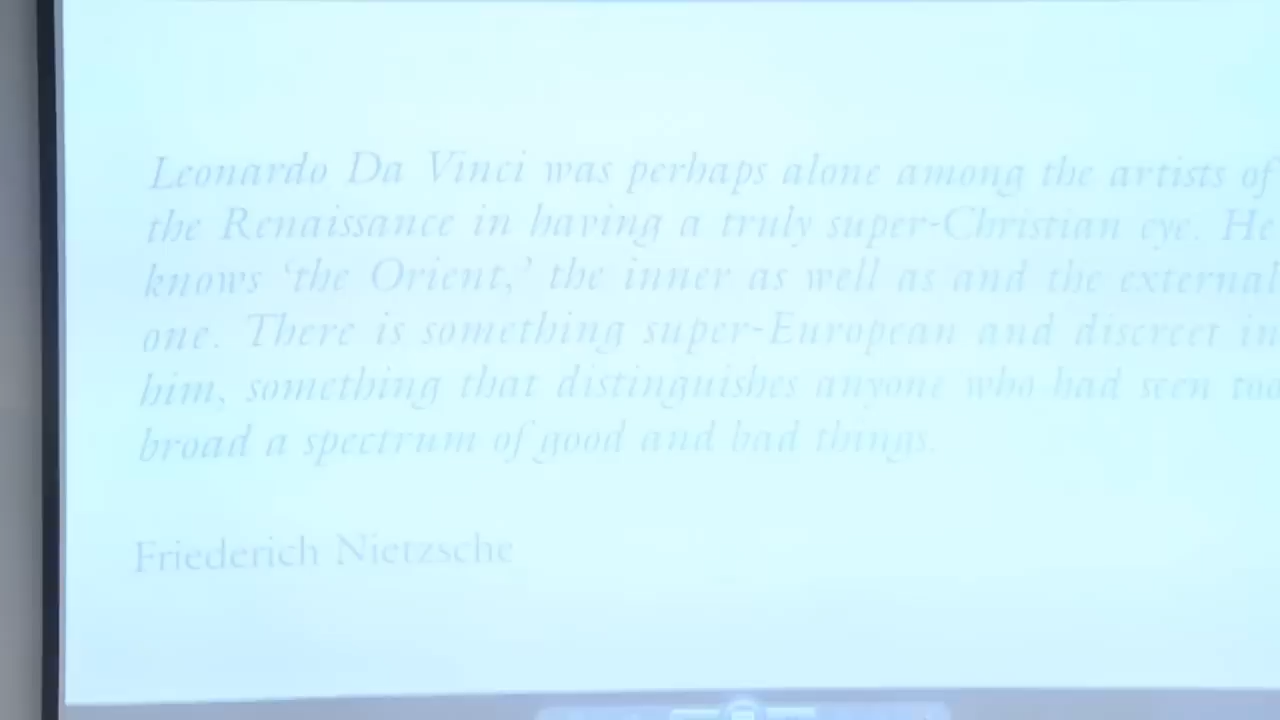 Leonardo Da Vinci was perhaps alone among the artists of
the Renaissance in having a truly super-Christian eye. He
knows ‘the Orient,’ the inner as well as and the external
one. There is something super-European and discreet in
him, something that distinguishes anyone who had seen too
broad a spectrum of good and bad things.
Friederich Nietzsche